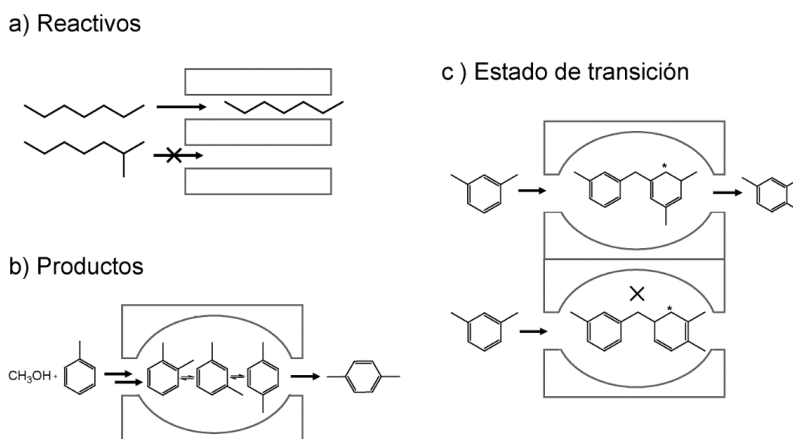 a) Reactivos
c ) Estado de transición
b) Productos
CH₃OH +
*
*